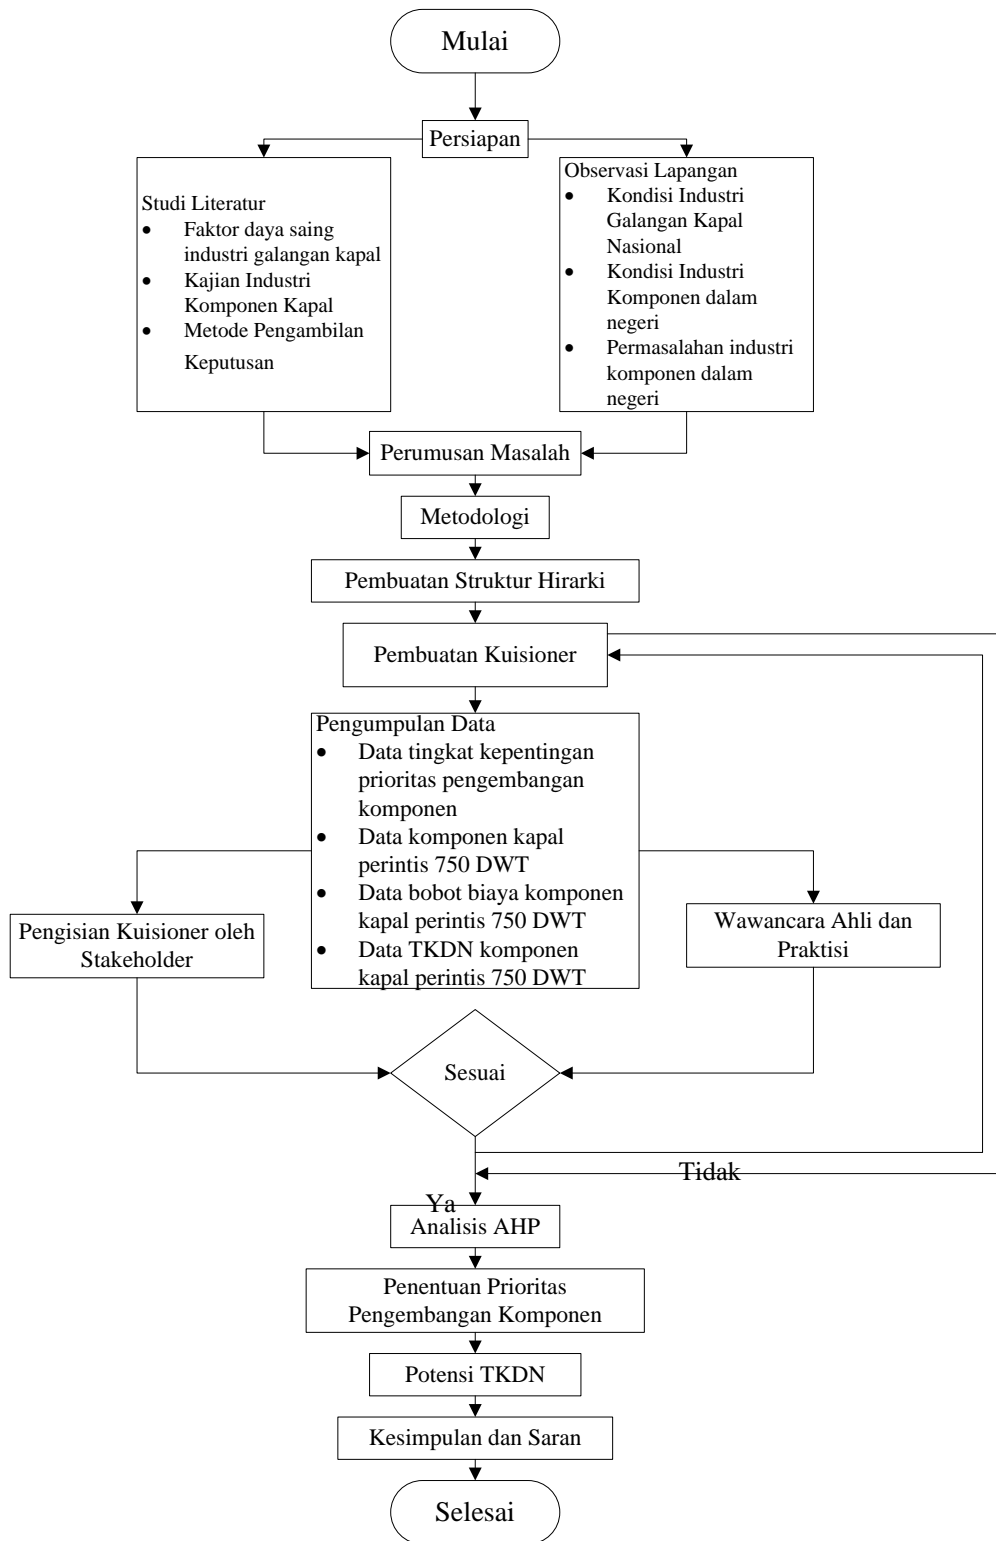 Mulai
Persiapan
Studi Literatur
• Faktor daya saing
industri galangan kapal
• Kajian Industri
Komponen Kapal
• Metode Pengambilan
Keputusan
Observasi Lapangan
• Kondisi Industri
Galangan Kapal
Nasional
• Kondisi Industri
Komponen dalam
negeri
• Permasalahan industri
komponen dalam
negeri
Perumusan Masalah
Metodologi
Pembuatan Struktur Hirarki
Pembuatan Kuisioner
Pengumpulan Data
• Data tingkat kepentingan
prioritas pengembangan
komponen
• Data komponen kapal
perintis 750 DWT
• Data bobot biaya komponen
kapal perintis 750 DWT
• Data TKDN komponen
kapal perintis 750 DWT
Pengisian Kuisioner oleh
Stakeholder
Wawancara Ahli dan
Praktisi
Sesuai
Tidak
Ya
Analisis AHP
Penentuan Prioritas
Pengembangan Komponen
Potensi TKDN
Kesimpulan dan Saran
Selesai